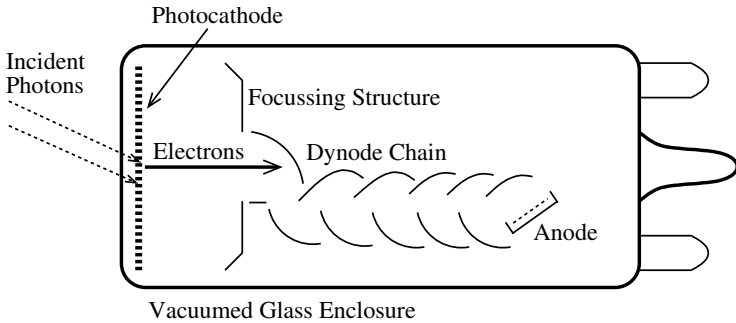 Photocathode
Incident
Photons
Focussing Structure
Electrons
Dynode Chain
Anode
Vacuumed Glass Enclosure